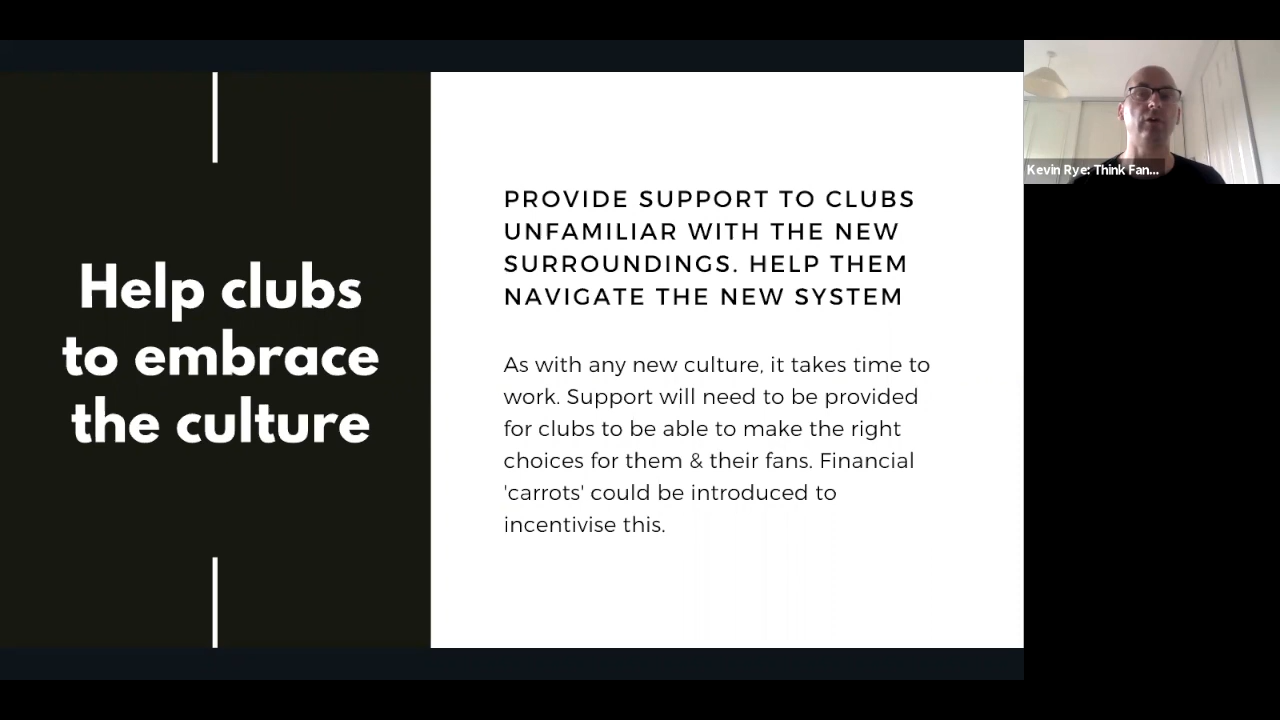 Help clubs
to embrace
the culture
PROVIDE SUPPORT TO CLUBS
UNFAMILIAR WITH THE NEW
SURROUNDINGS. HELP THEM
NAVIGATE THE NEW SYSTEM
As with any new culture, it takes time to
work. Support will need to be provided
for clubs to be able to make the right
choices for them & their fans. Financial
'carrots' could be introduced to
incentivise this.
Kevin Rye: Think Fan...